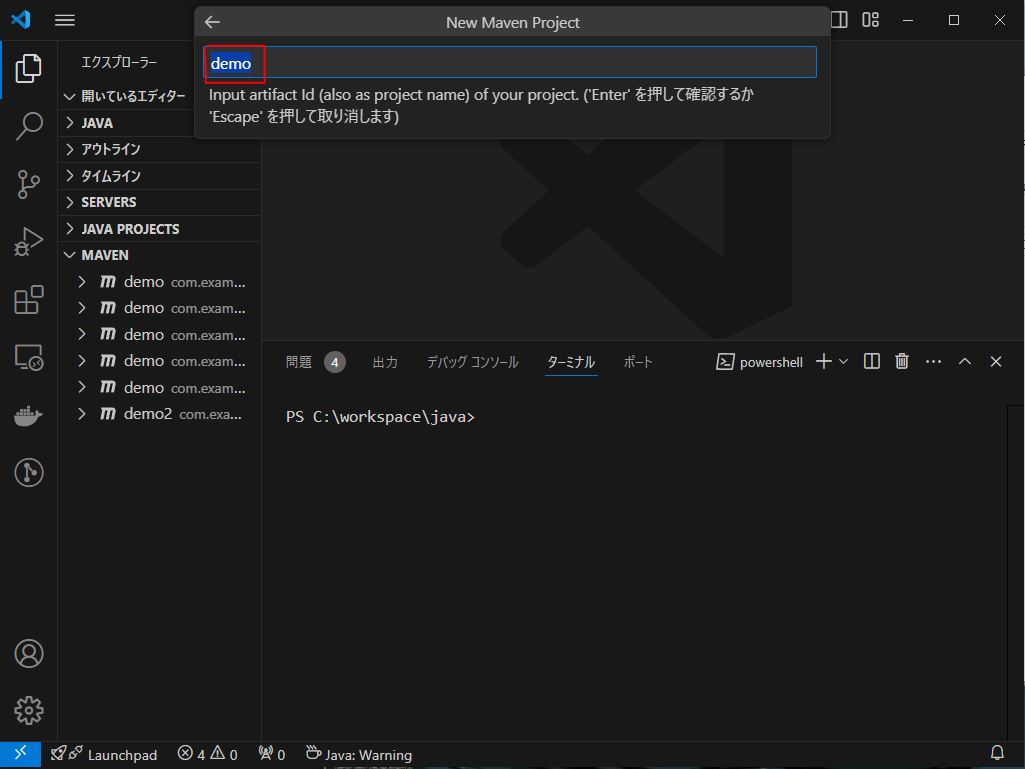 New Maven Project
demo
Input artifact Id (also as project name) of your project. ('Enter' を押して確認するか
'Escape' を押して取り消します)
エクスプローラー
開いているエディター
JAVA
アウトライン
タイムライン
SERVERS
JAVA PROJECTS
MAVEN
demo com.exam...
demo com.exam...
demo com.exam...
demo com.exam...
demo com.exam...
demo2 com.exa...
問題 4 出力 デバッグ コンソール ターミナル ポート powershell
PS C:\workspace\java>
Launchpad 4 0 0 Java: Warning